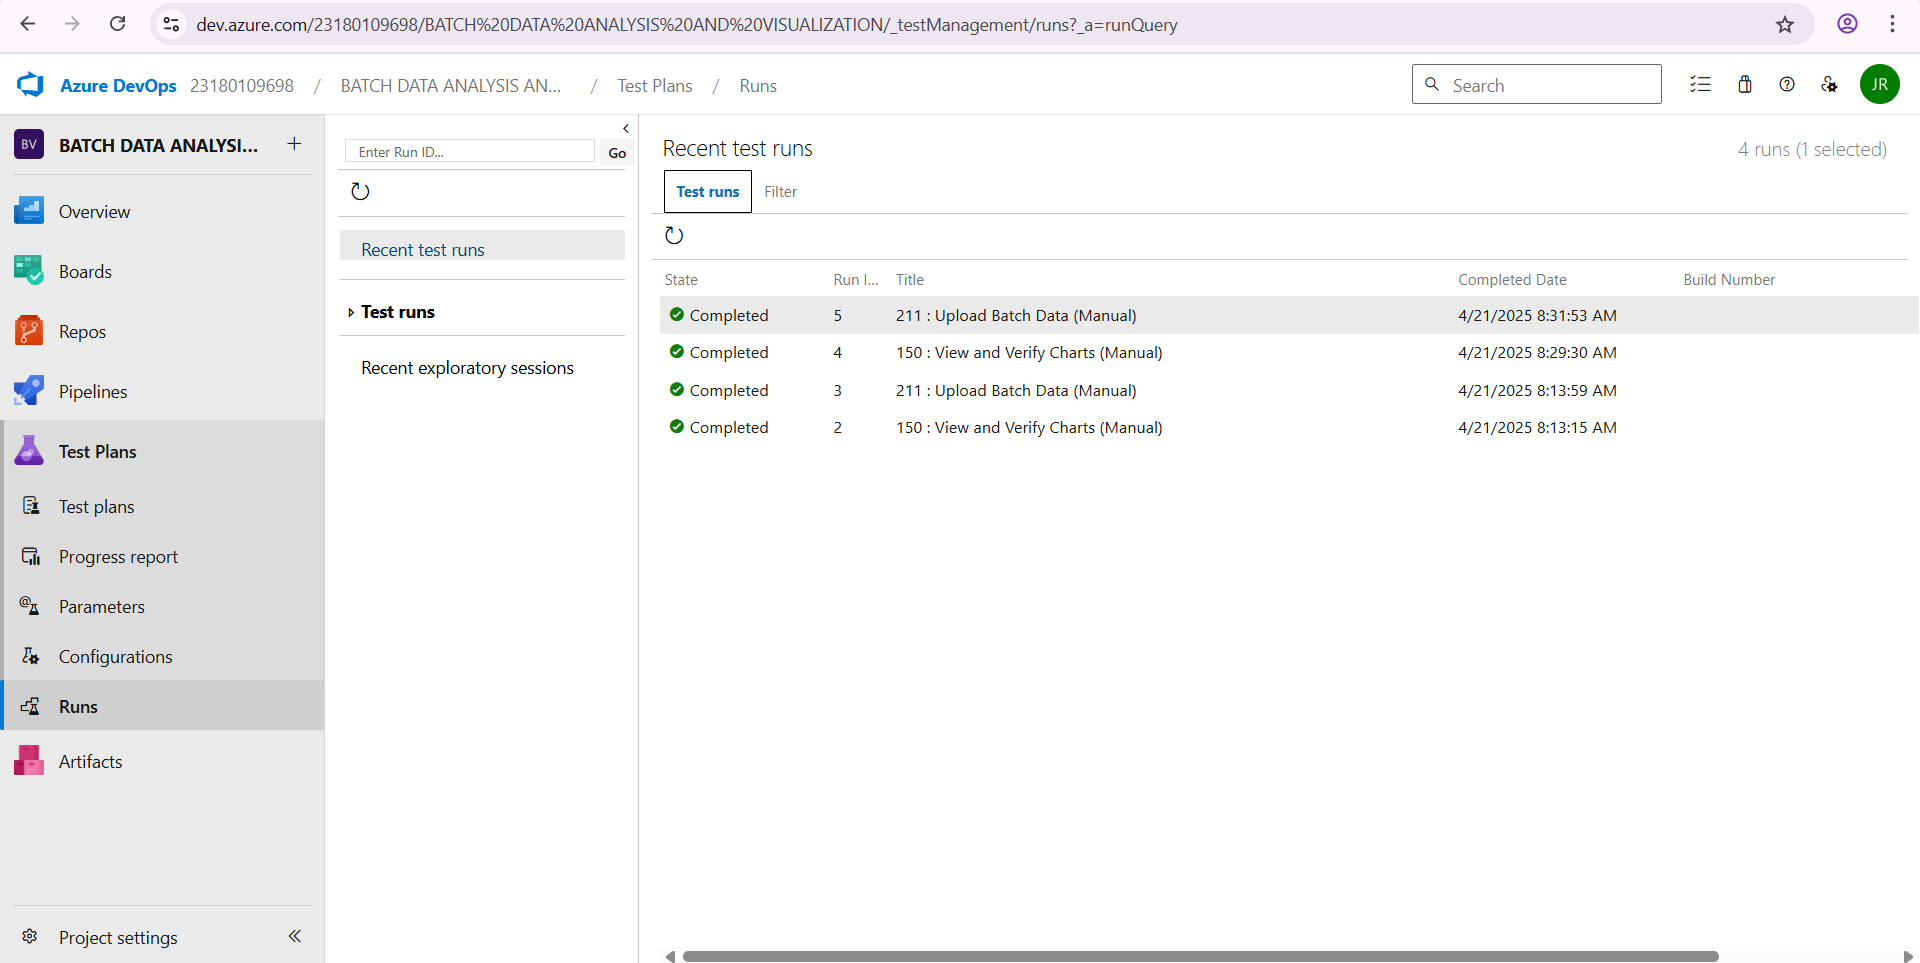 dev.azure.com/23180109698/BATCH%20DATA%20ANALYSIS%20AND%20VISUALIZATION/_testManagement/runs?_a=runQuery
Azure DevOps 23180109698 / BATCH DATA ANALYSIS AN... / Test Plans / Runs
Search
JR
BV BATCH DATA ANALYSI... +
Overview
Boards
Repos
Pipelines
Test Plans
Test plans
Progress report
Parameters
Configurations
Runs
Artifacts
Project settings
Enter Run ID... Go
Recent test runs
Test runs
Recent exploratory sessions
Recent test runs
4 runs (1 selected)
Test runs Filter
State Run I... Title Completed Date Build Number
Completed 5 211 : Upload Batch Data (Manual) 4/21/2025 8:31:53 AM
Completed 4 150 : View and Verify Charts (Manual) 4/21/2025 8:29:30 AM
Completed 3 211 : Upload Batch Data (Manual) 4/21/2025 8:13:59 AM
Completed 2 150 : View and Verify Charts (Manual) 4/21/2025 8:13:15 AM